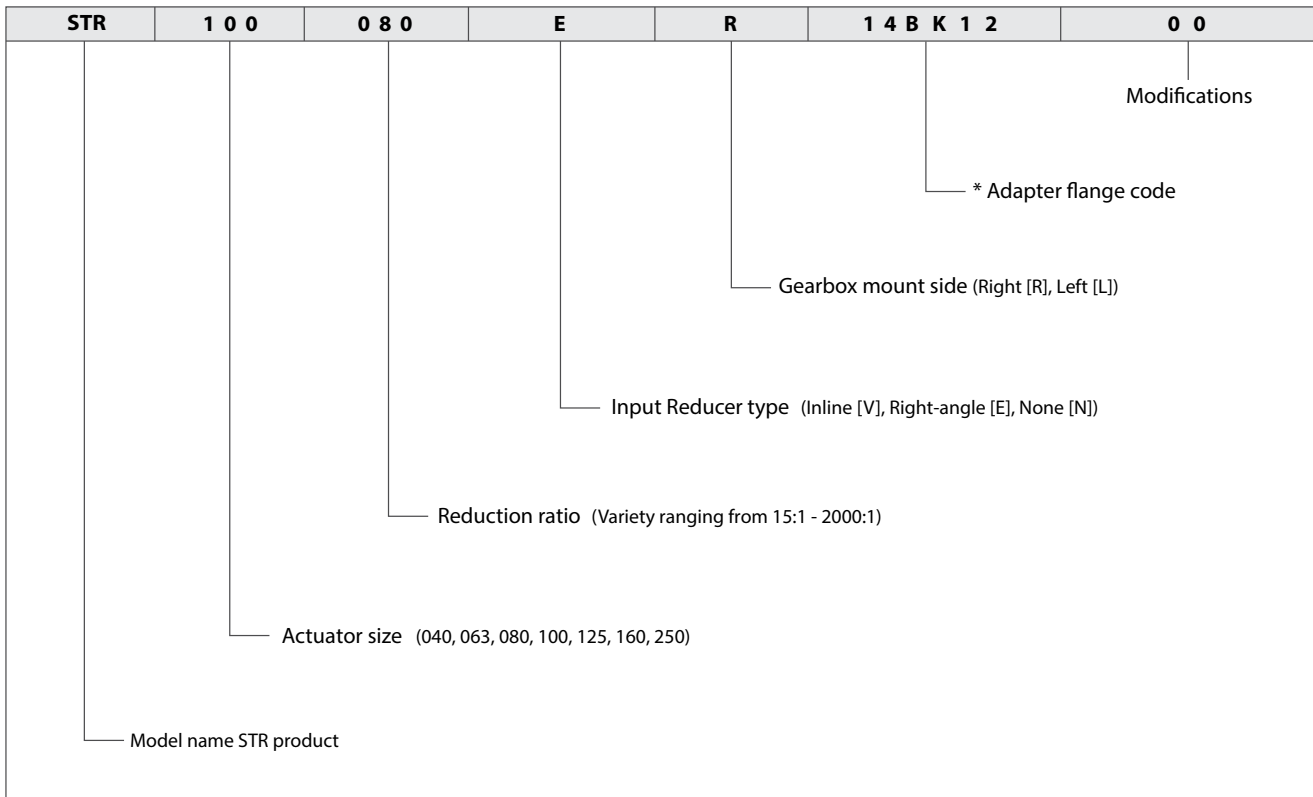 STR 1 0 0 0 8 0 E R 1 4 B K 1 2 0 0
Modifications
* Adapter flange code
Gearbox mount side (Right [R], Left [L])
Input Reducer type (Inline [V], Right-angle [E], None [N])
Reduction ratio (Variety ranging from 15:1 - 2000:1)
Actuator size (040, 063, 080, 100, 125, 160, 250)
Model name STR product